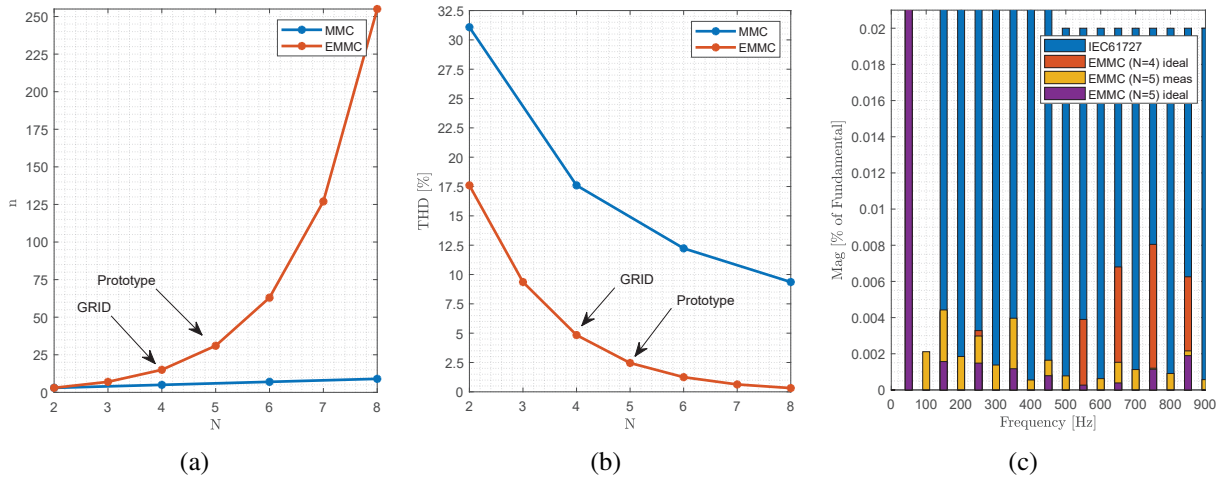 250
225
200
175
150
125
100
75
50
25
0
n
2
3
4
5
6
7
8
N
MMC
EMMC
Prototype
GRID
(a)
32.5
30
27.5
25
22.5
20
17.5
15
12.5
10
7.5
5
2.5
0
THD [%]
2
3
4
5
6
7
8
N
MMC
EMMC
GRID
Prototype
(b)
0.02
0.018
0.016
0.014
0.012
0.01
0.008
0.006
0.004
0.002
0
Mag [% of Fundamental]
0
100
200
300
400
500
600
700
800
900
Frequency [Hz]
IEC61727
EMMC (N=4) ideal
EMMC (N=5) meas
EMMC (N=5) ideal
(c)